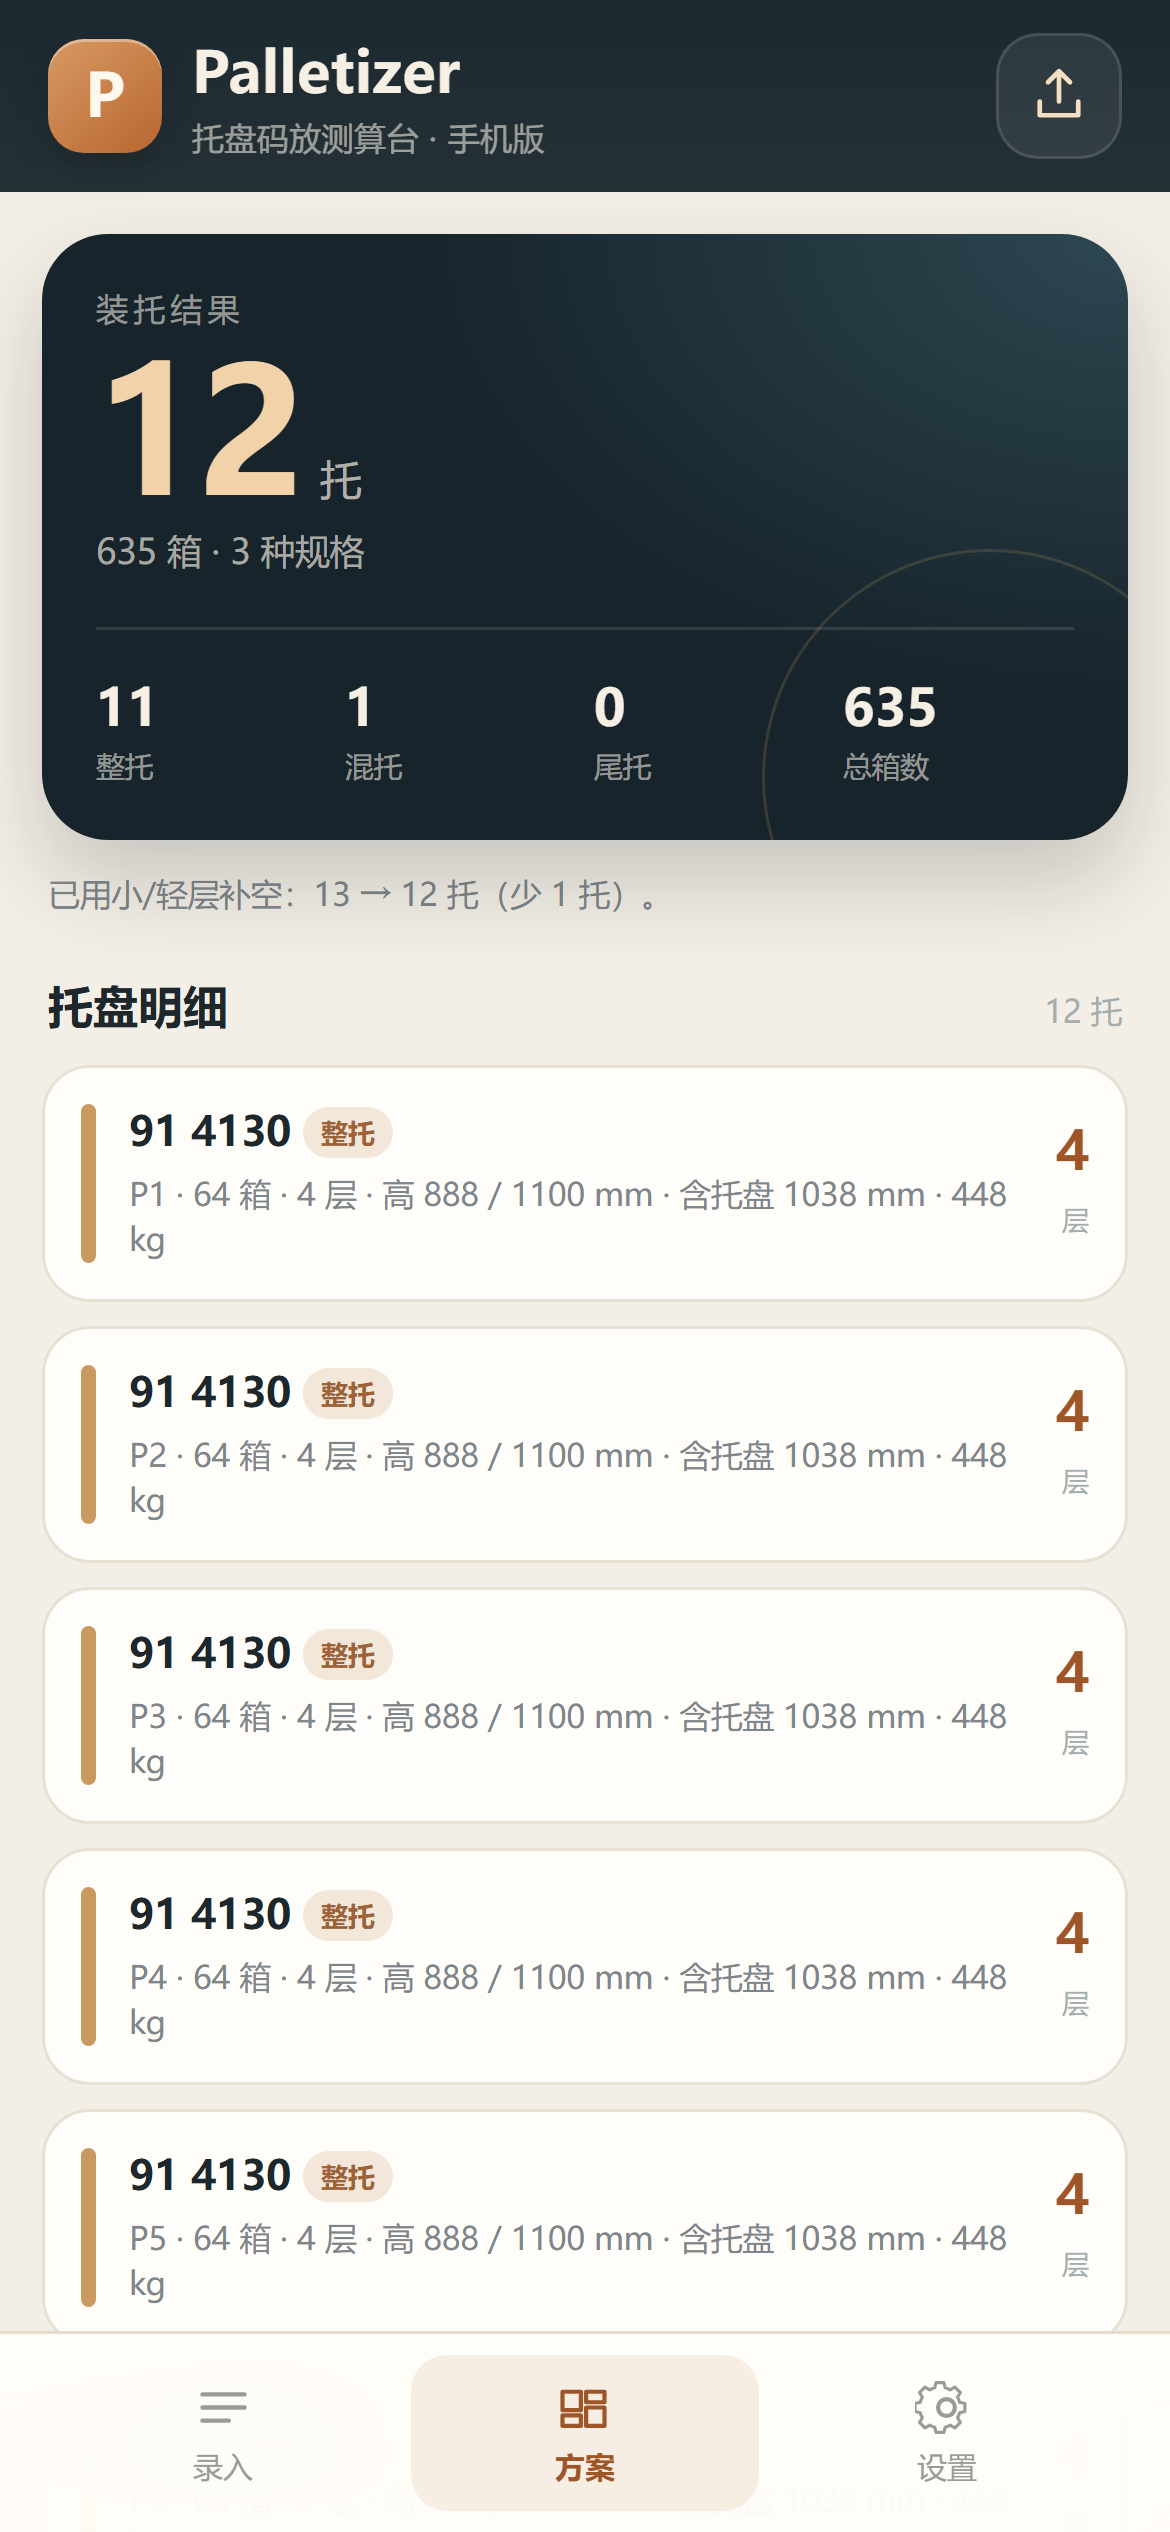 P
Palletizer
托盘码放测算台 · 手机版
装托结果
12 托
635 箱 · 3 种规格
11
整托
1
混托
0
尾托
635
总箱数
已用小/轻层补空：13 → 12 托（少 1 托）。
托盘明细
12 托
91 4130 整托
P1 · 64 箱 · 4 层 · 高 888 / 1100 mm · 含托盘 1038 mm · 448
kg
4
层
91 4130 整托
P2 · 64 箱 · 4 层 · 高 888 / 1100 mm · 含托盘 1038 mm · 448
kg
4
层
91 4130 整托
P3 · 64 箱 · 4 层 · 高 888 / 1100 mm · 含托盘 1038 mm · 448
kg
4
层
91 4130 整托
P4 · 64 箱 · 4 层 · 高 888 / 1100 mm · 含托盘 1038 mm · 448
kg
4
层
91 4130 整托
P5 · 64 箱 · 4 层 · 高 888 / 1100 mm · 含托盘 1038 mm · 448
kg
4
层
录入
方案
设置